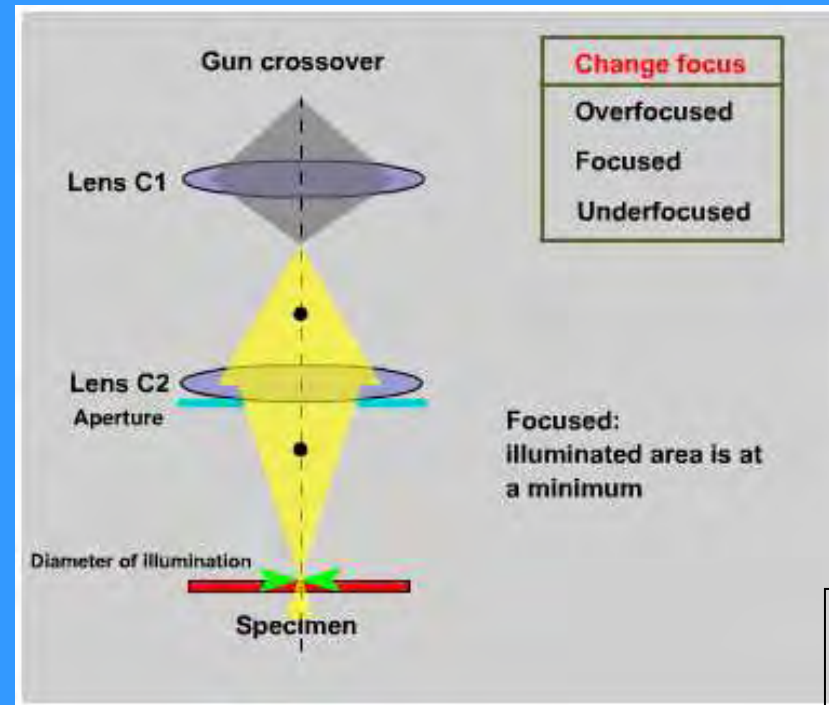 Gun crossover
Change focus
Overfocused
Focused
Underfocused
Lens C1
Lens C2
Aperture
Focused:
illuminated area is at
a minimum
Diameter of illumination
Specimen